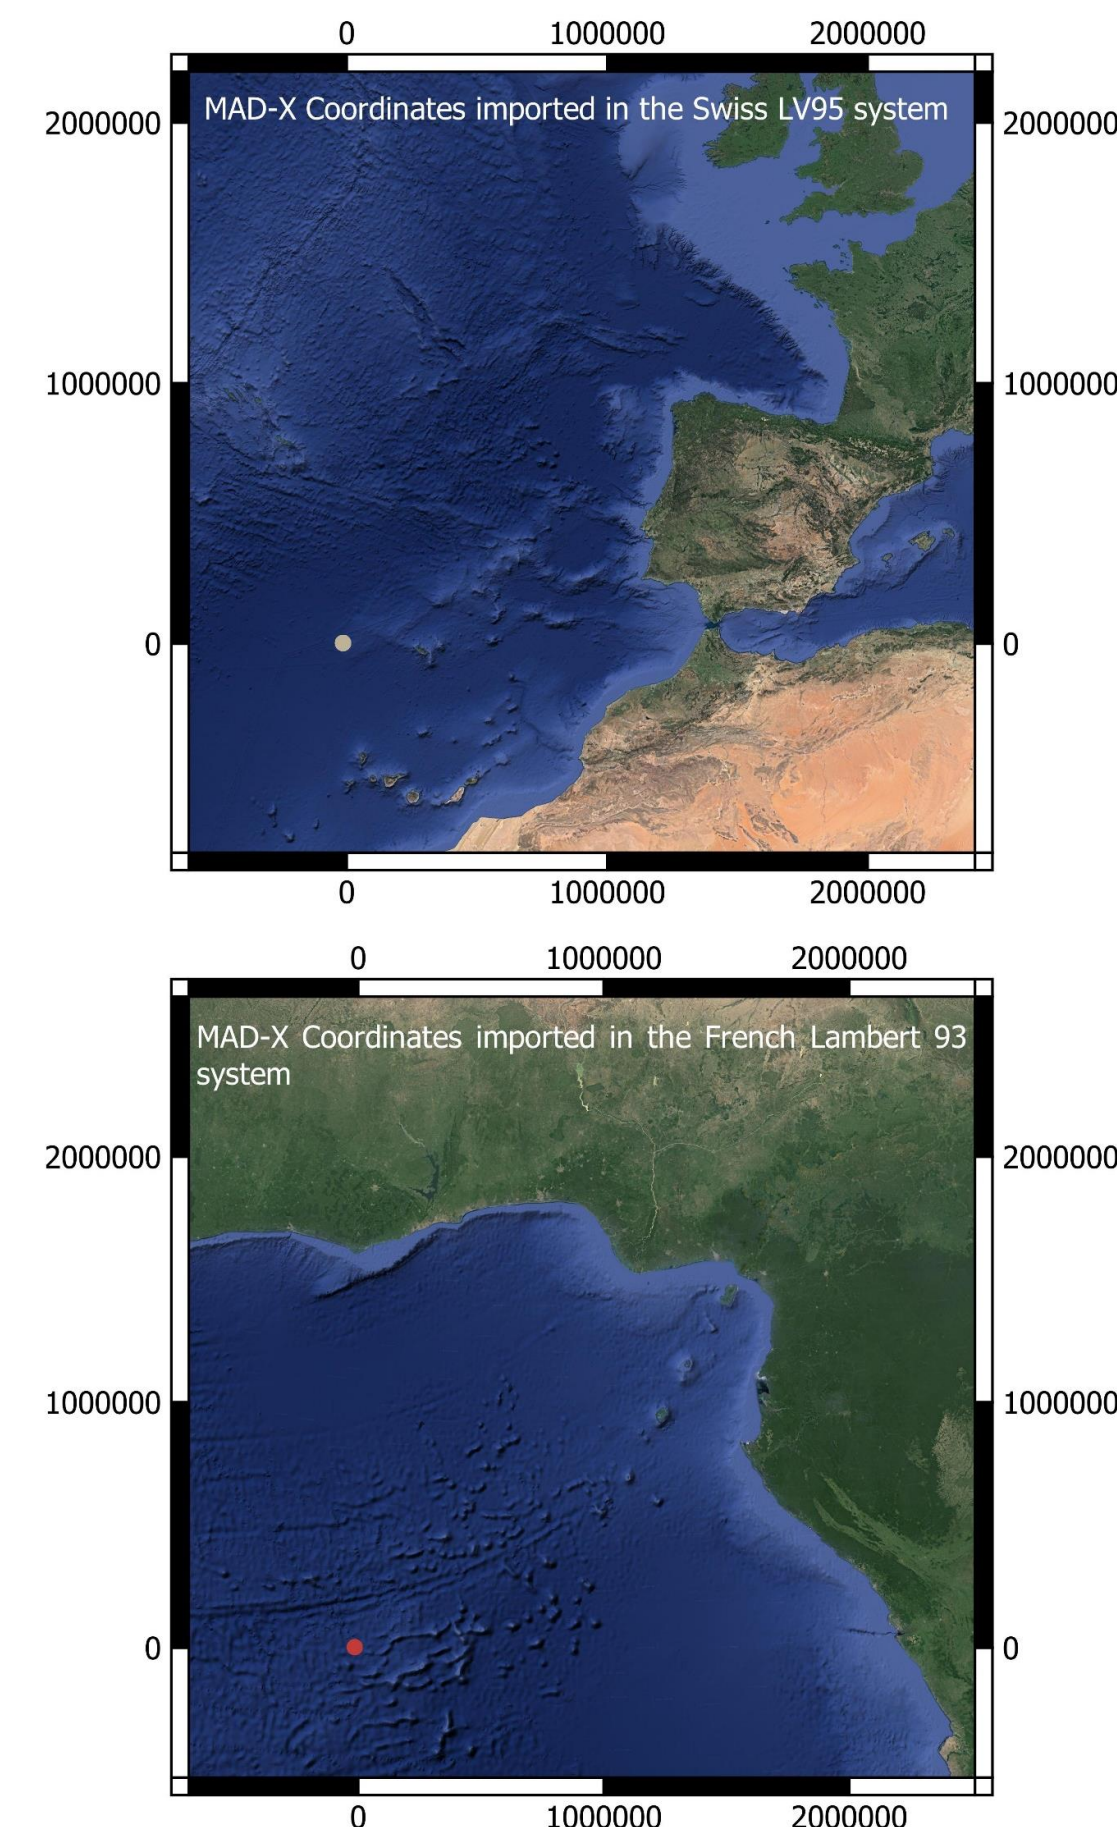 0 1000000 2000000
MAD-X Coordinates imported in the Swiss LV95 system
2000000 2000000
1000000 1000000
0 0
0 1000000 2000000
0 1000000 2000000
MAD-X Coordinates imported in the French Lambert 93
system
2000000 2000000
1000000 1000000
0 0
0 1000000 2000000